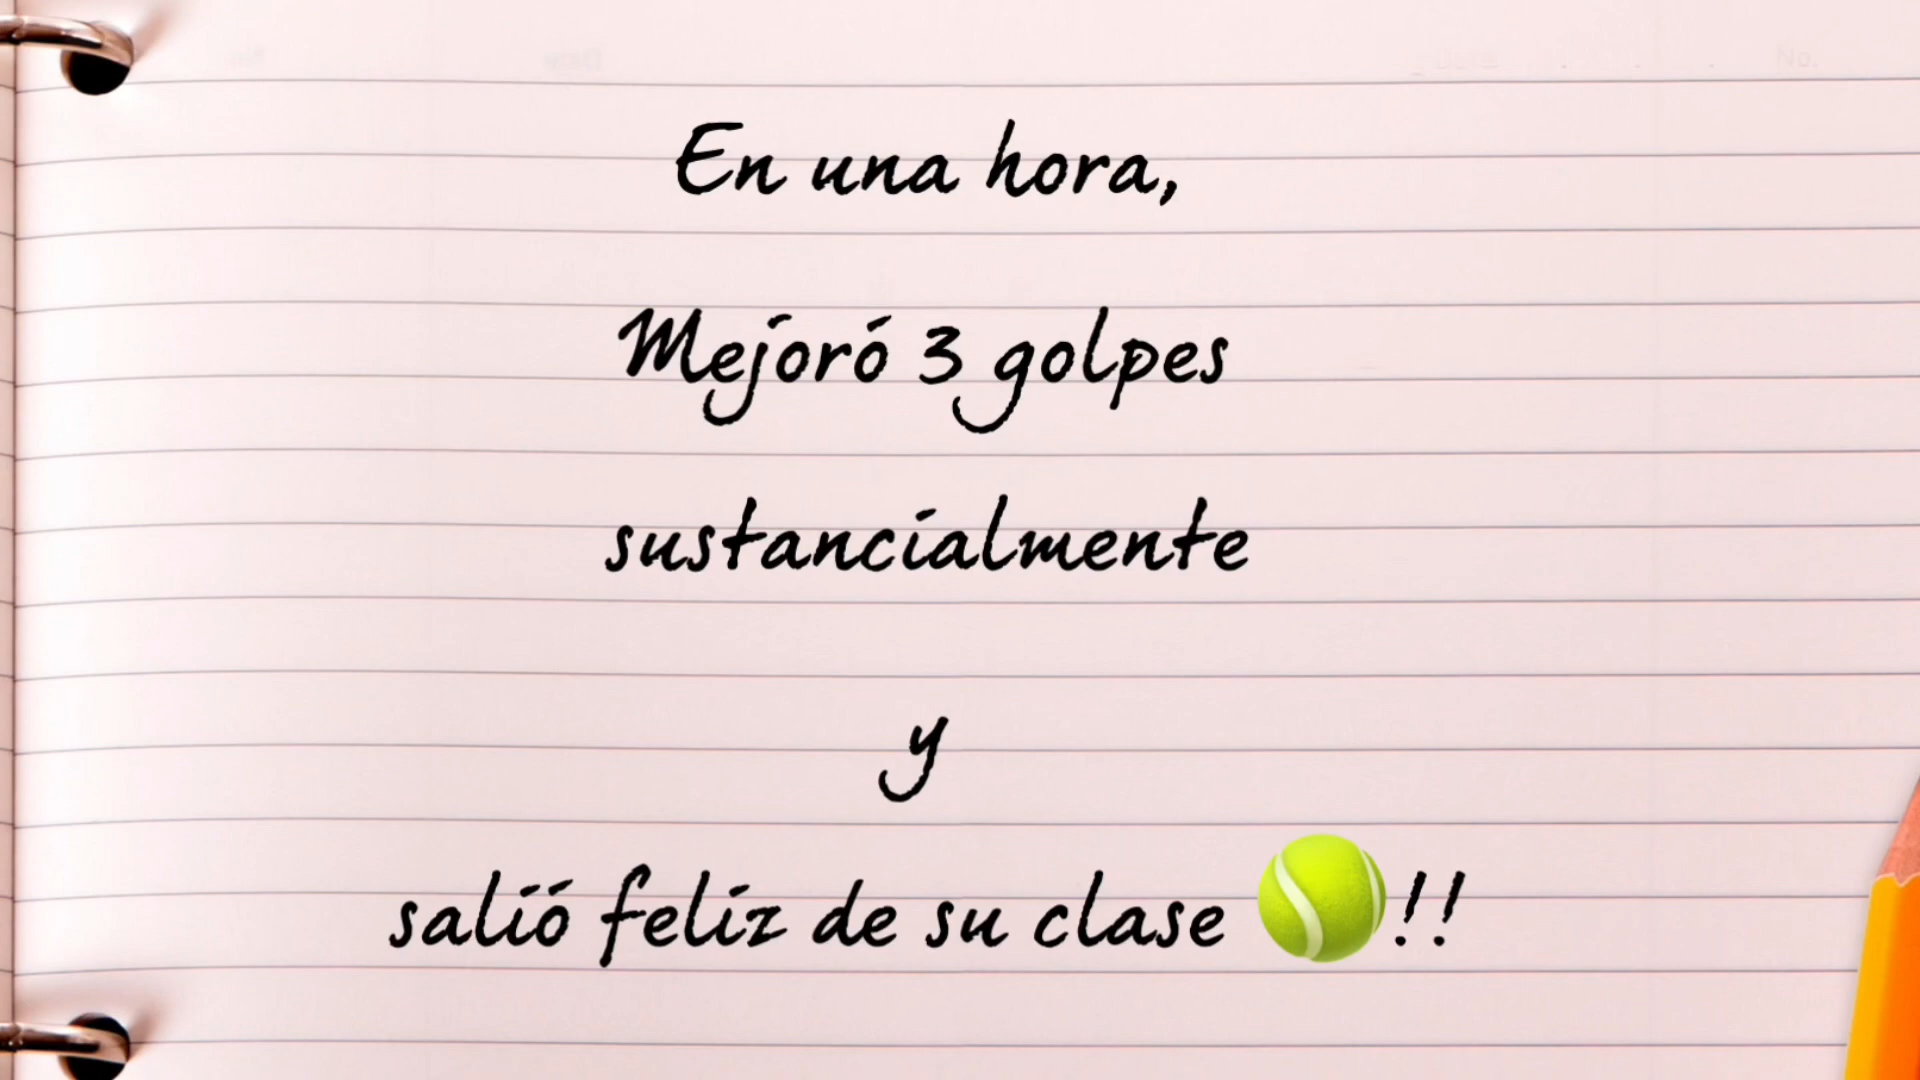 En una hora,
Mejoró 3 golpes
sustancialmente
y
salió feliz de su clase 🎾!!